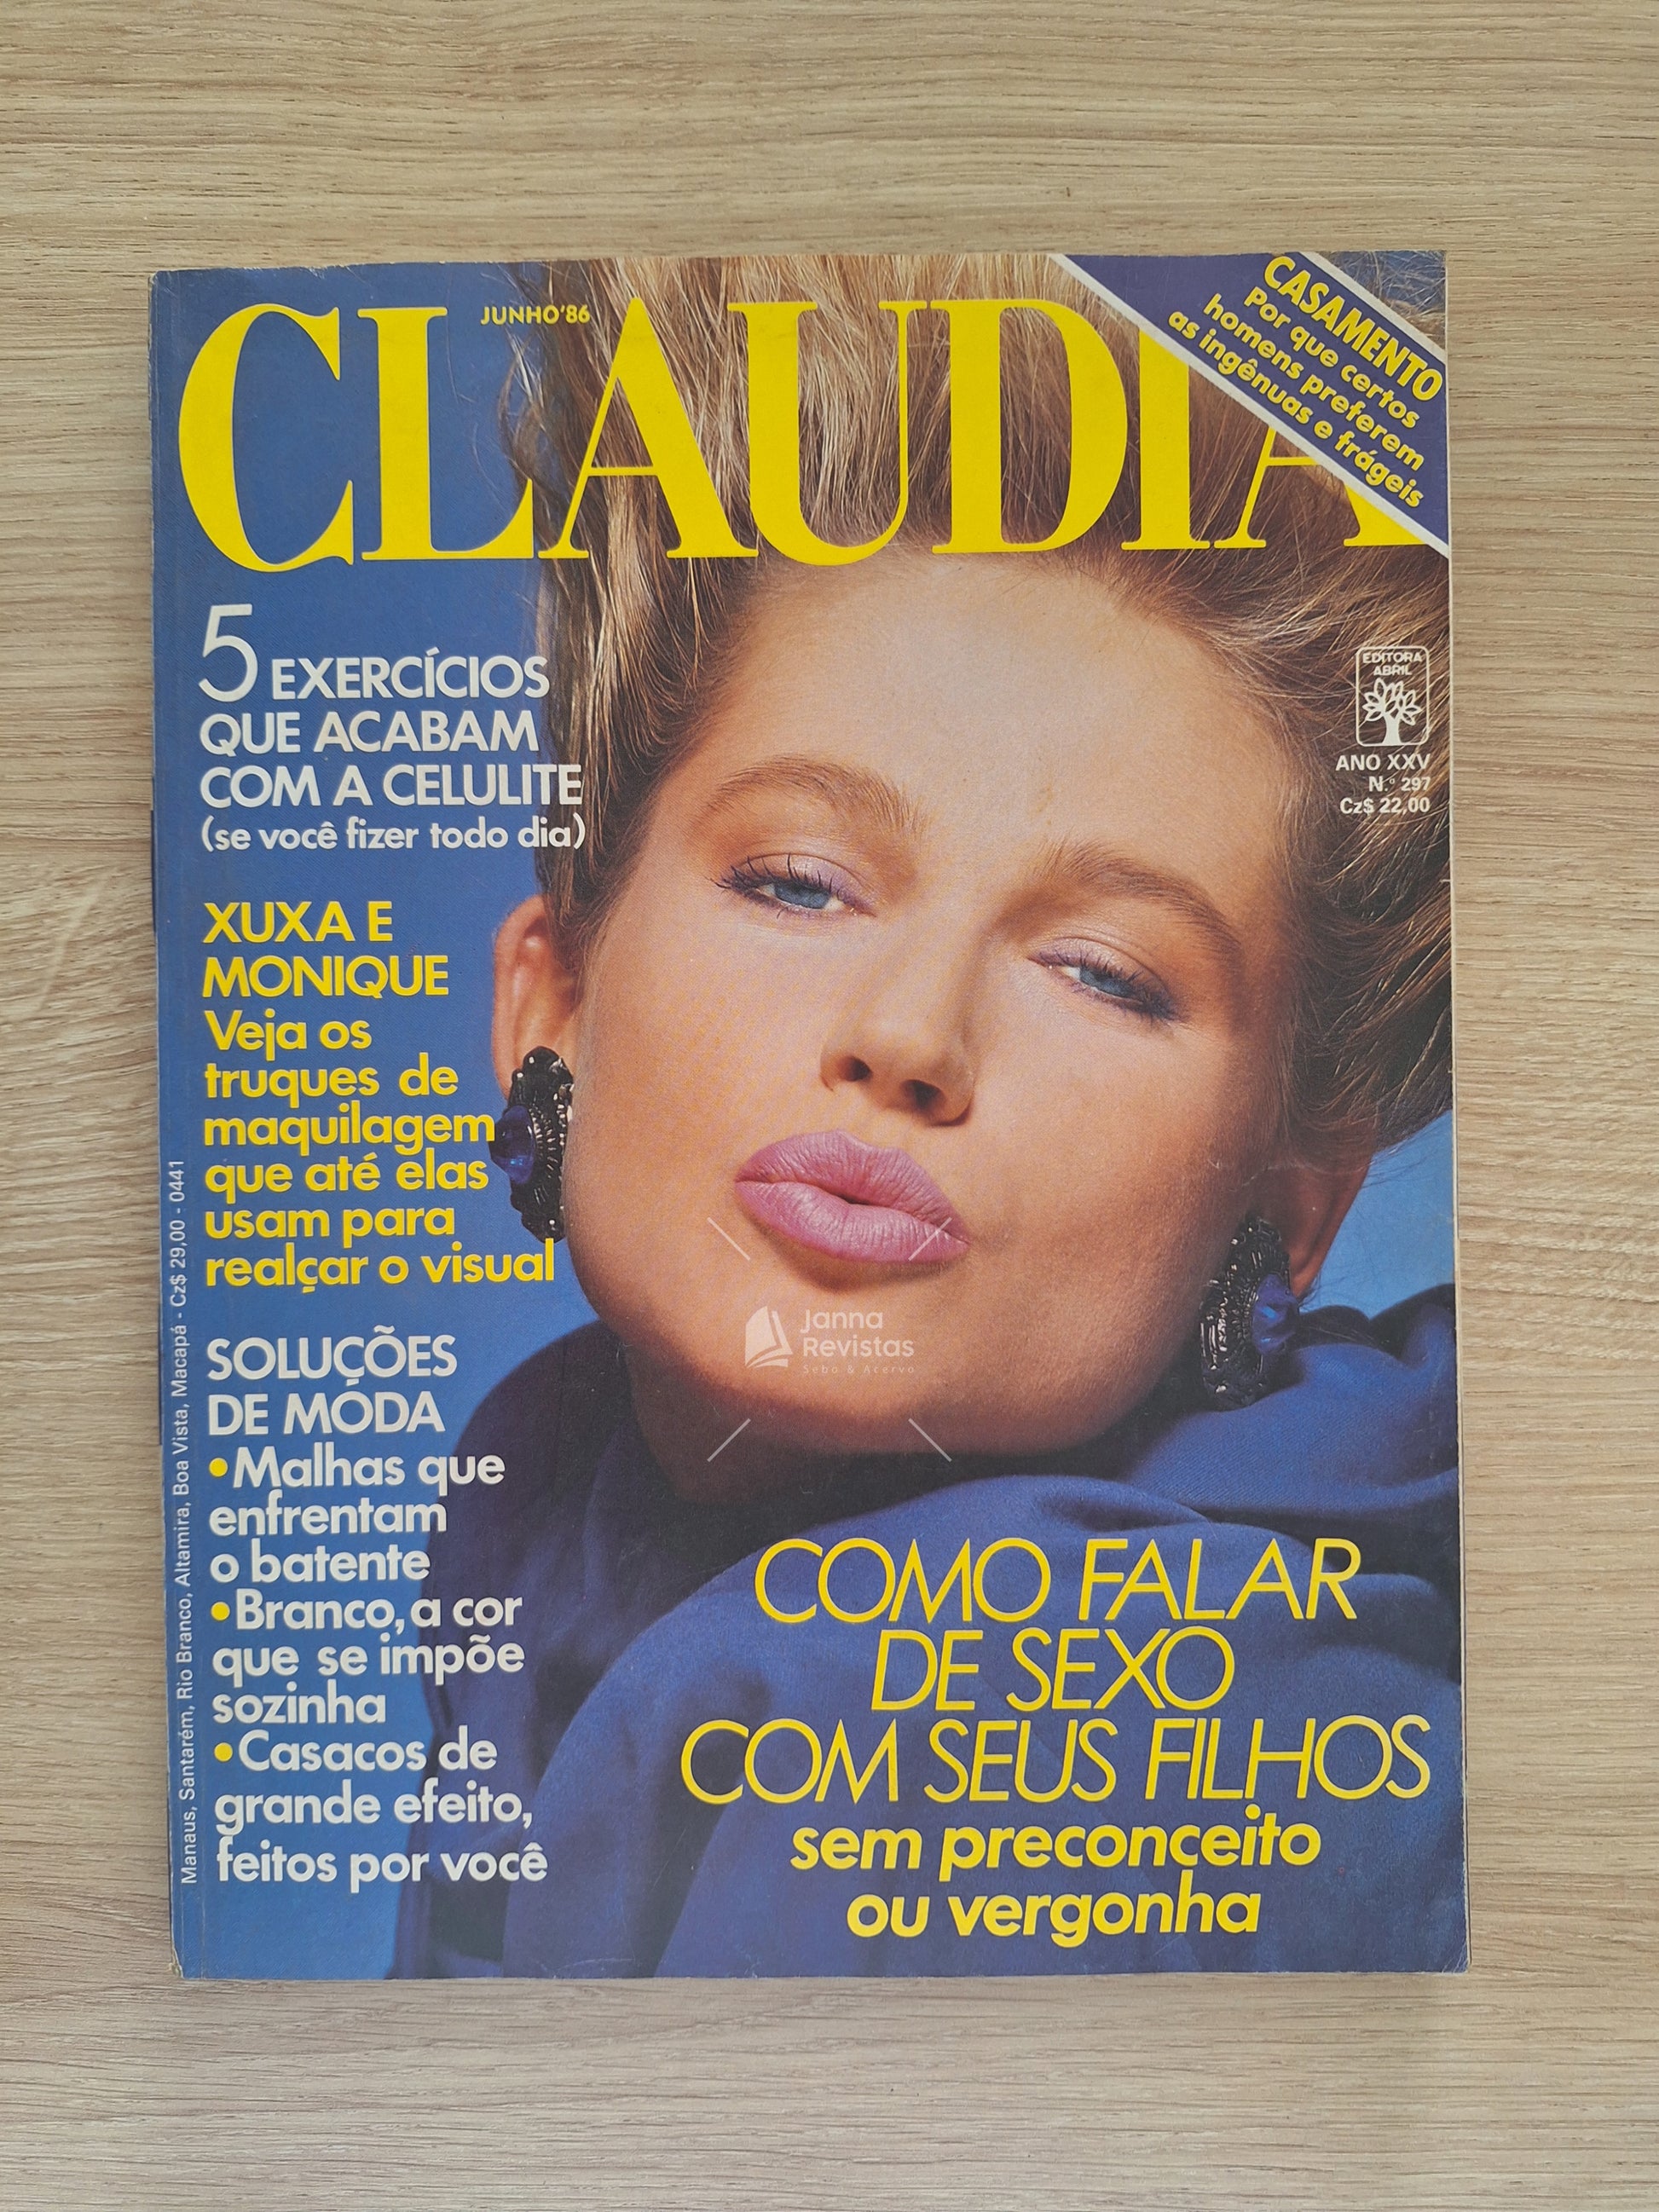 JUNHO'86
CLAUDIA
CASAMENTO
Por que certos
homens preferem
as ingênuas e frágeis
5 EXERCÍCIOS
QUE ACABAM
COM A CELULITE
(se você fizer todo dia)
EDITORA
ABRIL
ANO XXV
N.º 297
Cz$ 22,00
XUXA E
MONIQUE
Veja os
truques de
maquilagem
que até elas
usam para
realçar o visual
SOLUÇÕES
DE MODA
•Malhas que
enfrentam
o batente
•Branco, a cor
que se impõe
sozinha
•Casacos de
grande efeito,
feitos por você
Manaus, Santarém, Rio Branco, Altamira, Boa Vista, Macapá - Cz$ 29,00 - 0441
Janna
Revistas
Sebo & Acervo
COMO FALAR
DE SEXO
COM SEUS FILHOS
sem preconceito
ou vergonha